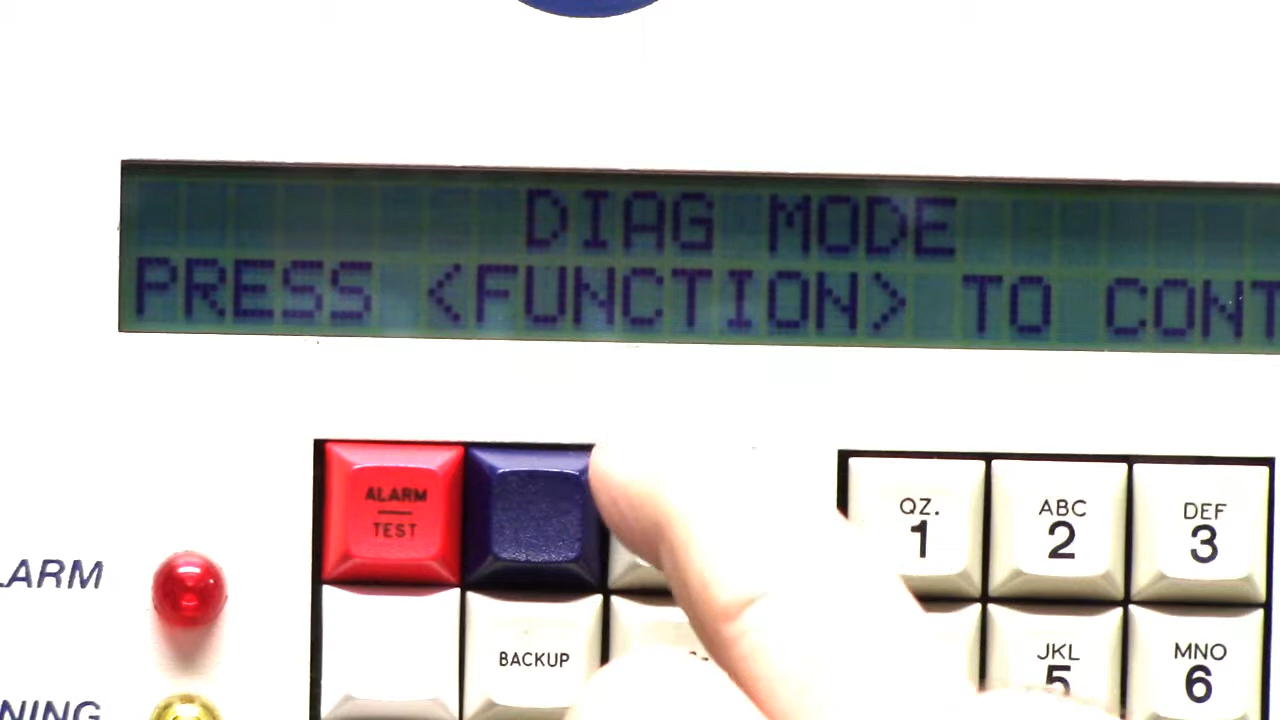 DIAG MODE
PRESS <FUNCTION> TO CONT
ALARM
TEST
QZ.
1
ABC
2
DEF
3
LARM
BACKUP
JKL
5
MNO
6
NING